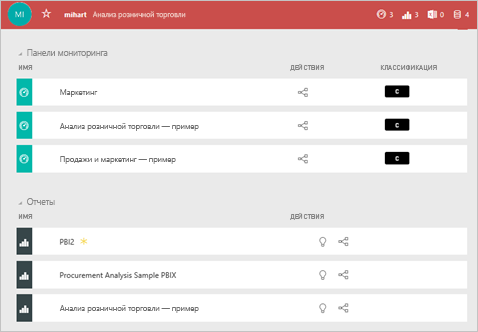 MI mihart Анализ розничной торговли 3 3 0 4
Панели мониторинга
ИМЯ ДЕЙСТВИЯ КЛАССИФИКАЦИЯ
Маркетинг C
Анализ розничной торговли — пример C
Продажи и маркетинг — пример C
Отчеты
ИМЯ ДЕЙСТВИЯ
PBI2
Procurement Analysis Sample PBIX
Анализ розничной торговли — пример